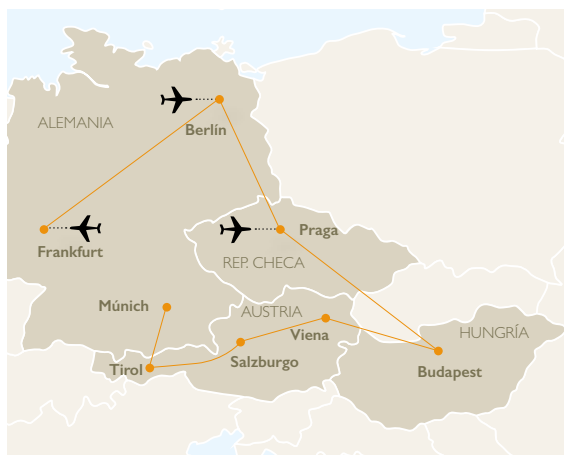 ALEMANIA
Berlín
Frankfurt
Praga
REP. CHECA
Múnich
AUSTRIA
Viena
HUNGRÍA
Tirol
Salzburgo
Budapest